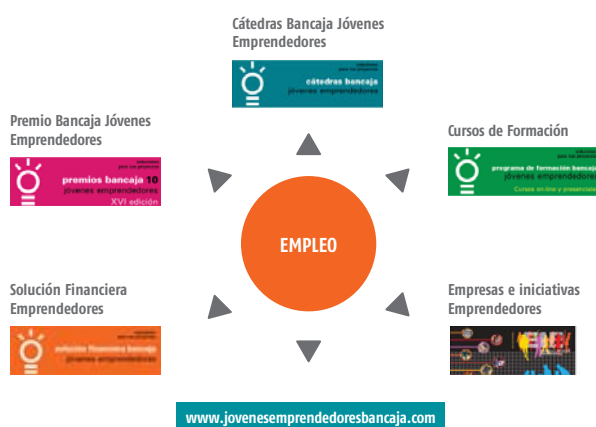 Cátedras Bancaja Jóvenes
Emprendedores
cátedras bancaja
jóvenes emprendedores
Premio Bancaja Jóvenes
Emprendedores
premios bancaja 10
jóvenes emprendedores
XVI edición
Cursos de Formación
programa de formación bancaja
jóvenes emprendedores
Cursos on-line y presenciales
EMPLEO
Solución Financiera
Emprendedores
solución financiera bancaja
jóvenes emprendedores
Empresas e iniciativas
Emprendedores
www.jovenesemprendedoresbancaja.com